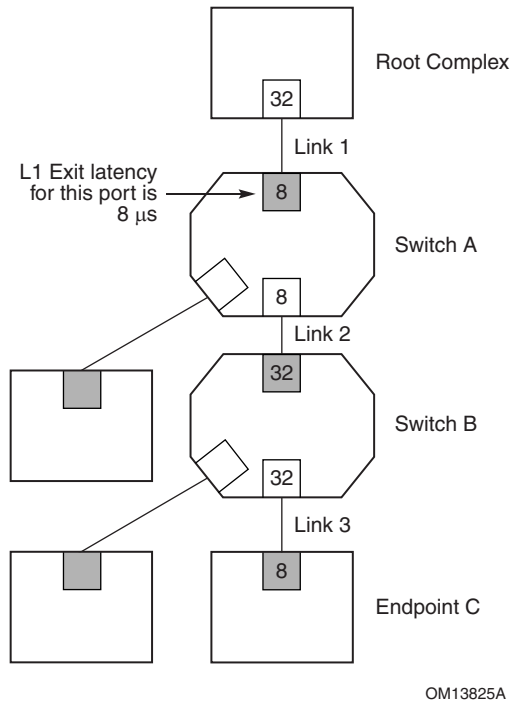 Root Complex
32
Link 1
L1 Exit latency
for this port is
8 μs
8
Switch A
8
Link 2
32
Switch B
32
Link 3
8
Endpoint C
OM13825A